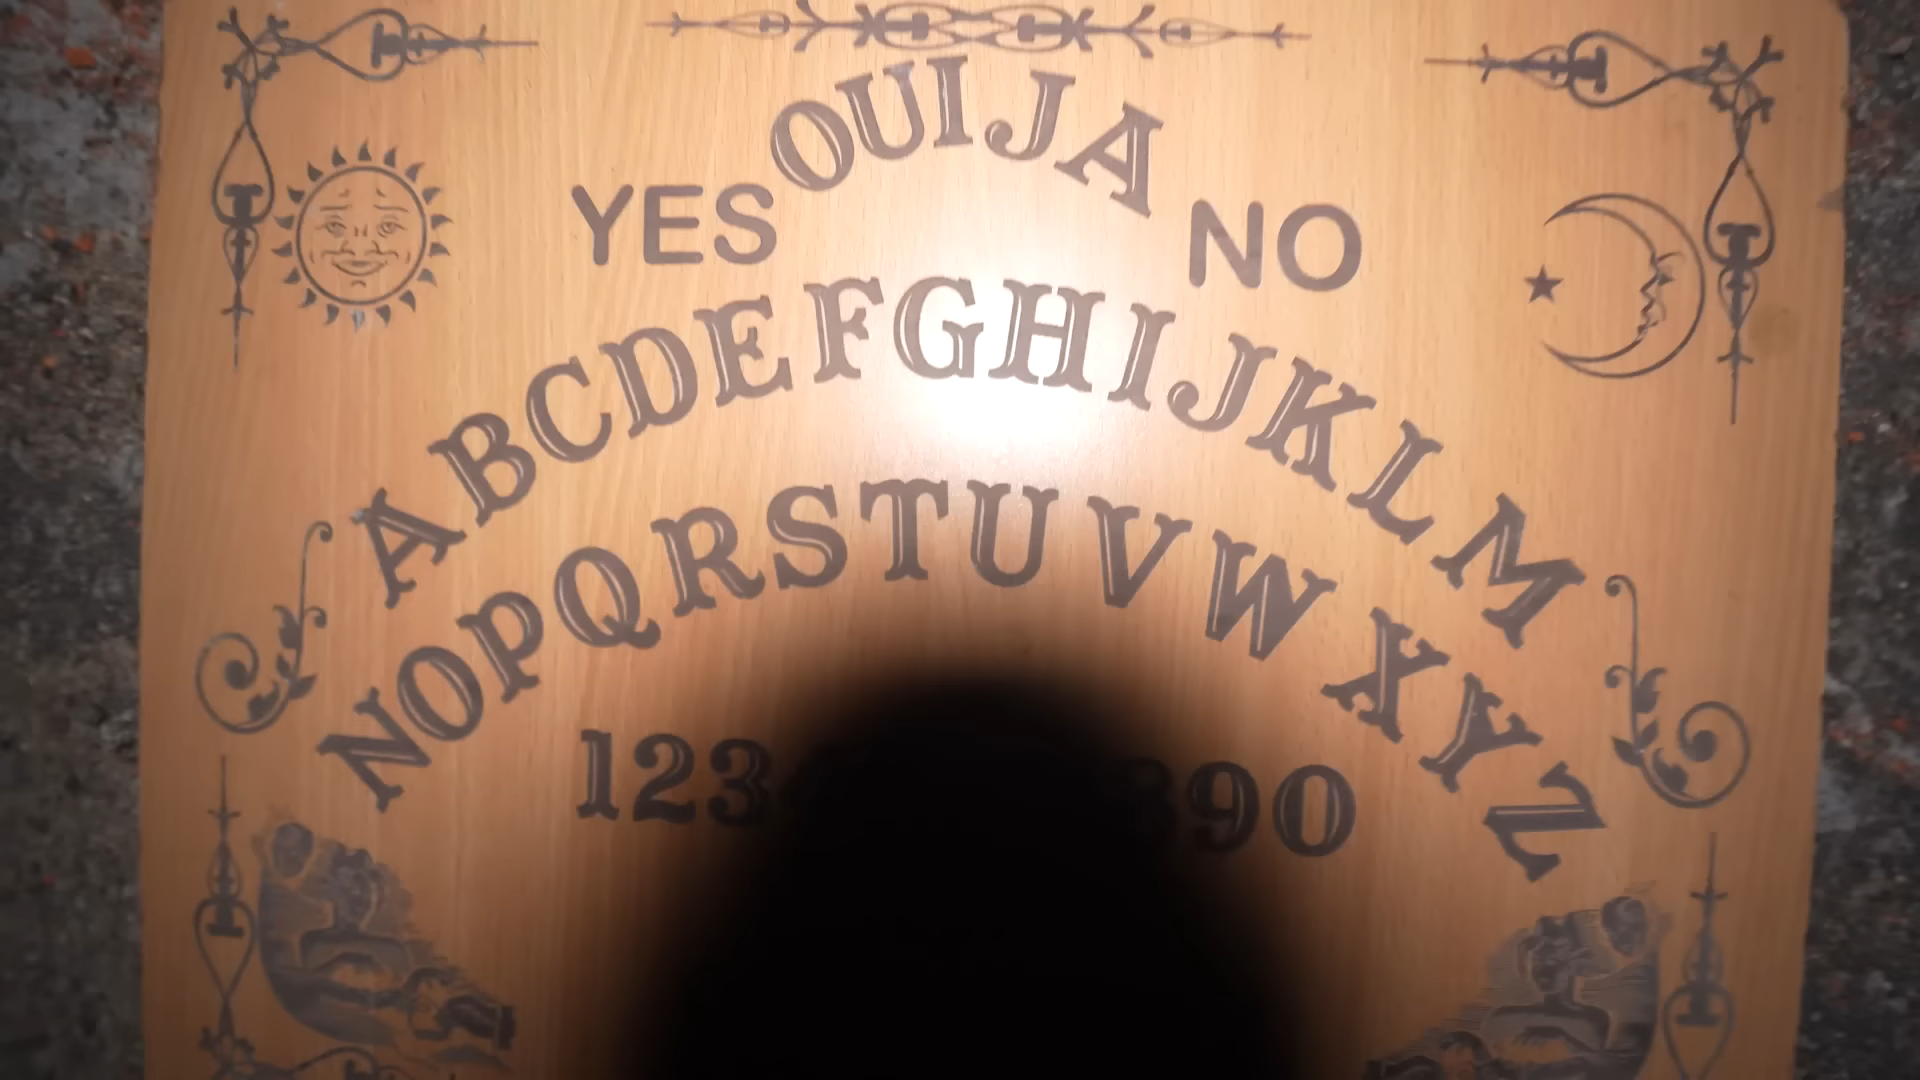 OUIJA
YES NO
ABCDEFGHIJKLM
NOPQRSTUVWXYZ
123 890